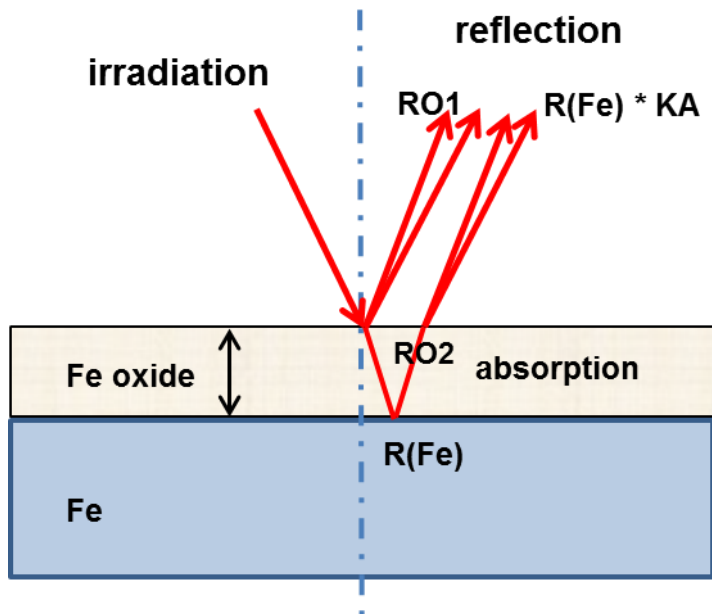 reflection
irradiation
RO1
R(Fe) * KA
RO2
Fe oxide
absorption
R(Fe)
Fe